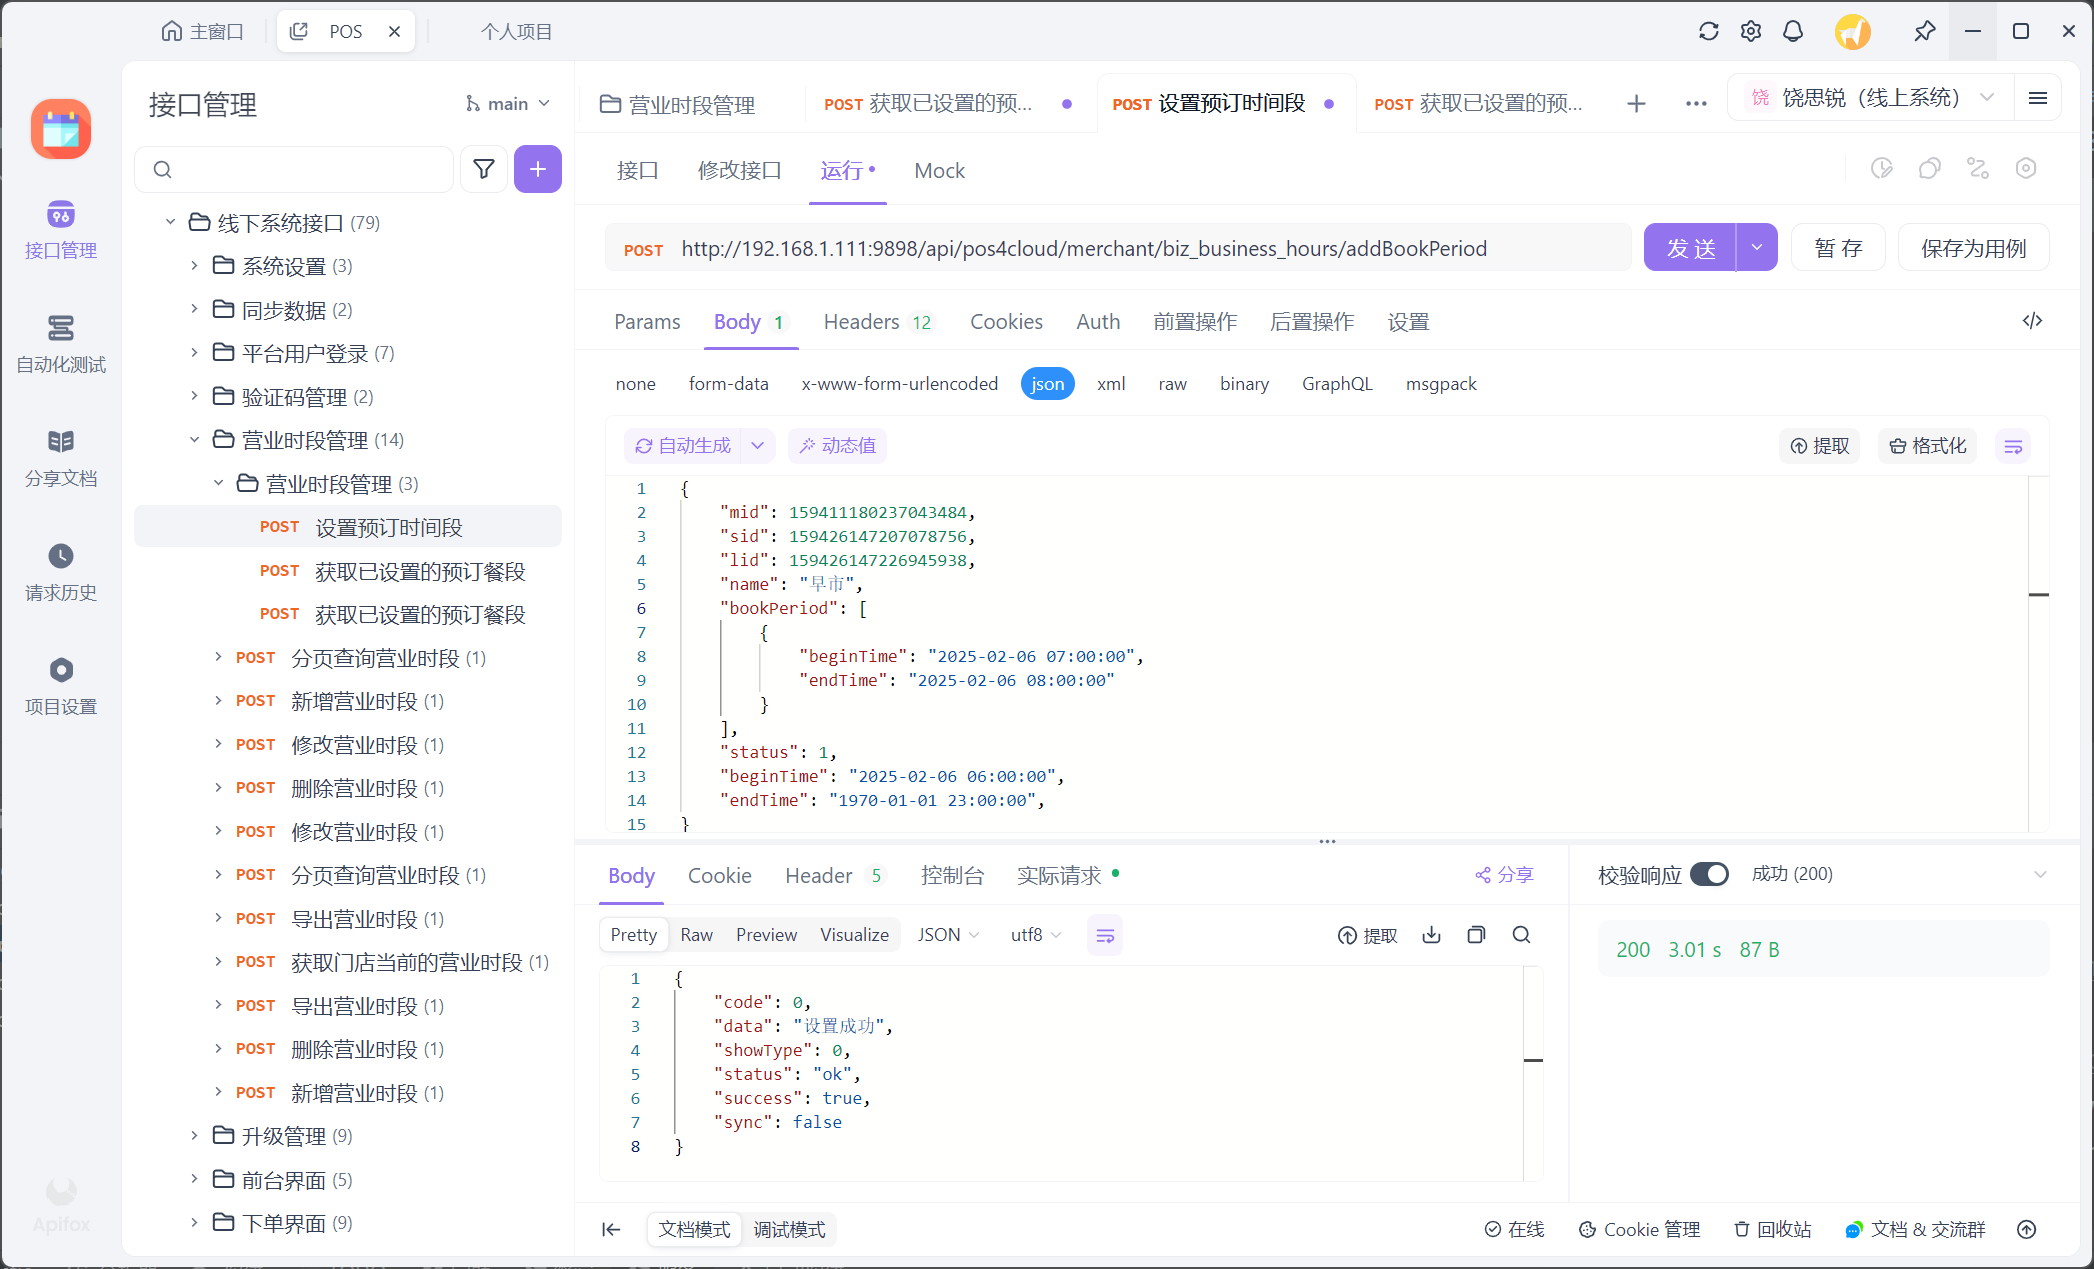 主窗口
POS
个人项目
接口管理
main
接口管理
自动化测试
分享文档
请求历史
项目设置
Apifox
线下系统接口 (79)
系统设置 (3)
同步数据 (2)
平台用户登录 (7)
验证码管理 (2)
营业时段管理 (14)
营业时段管理 (3)
POST 设置预订时间段
POST 获取已设置的预订餐段
POST 获取已设置的预订餐段
POST 分页查询营业时段 (1)
POST 新增营业时段 (1)
POST 修改营业时段 (1)
POST 删除营业时段 (1)
POST 修改营业时段 (1)
POST 分页查询营业时段 (1)
POST 导出营业时段 (1)
POST 获取门店当前的营业时段 (1)
POST 导出营业时段 (1)
POST 删除营业时段 (1)
POST 新增营业时段 (1)
升级管理 (9)
前台界面 (5)
下单界面 (9)
营业时段管理
POST 获取已设置的预...
POST 设置预订时间段
POST 获取已设置的预...
饶 饶思锐（线上系统）
接口 修改接口 运行 Mock
POST http://192.168.1.111:9898/api/pos4cloud/merchant/biz_business_hours/addBookPeriod
发 送
暂 存
保存为用例
Params Body 1 Headers 12 Cookies Auth 前置操作 后置操作 设置
none form-data x-www-form-urlencoded json xml raw binary GraphQL msgpack
自动生成 动态值 提取 格式化
1 {
2 "mid": 159411180237043484,
3 "sid": 159426147207078756,
4 "lid": 159426147226945938,
5 "name": "早市",
6 "bookPeriod": [
7 {
8 "beginTime": "2025-02-06 07:00:00",
9 "endTime": "2025-02-06 08:00:00"
10 }
11 ],
12 "status": 1,
13 "beginTime": "2025-02-06 06:00:00",
14 "endTime": "1970-01-01 23:00:00",
15 }
Body Cookie Header 5 控制台 实际请求 分享
Pretty Raw Preview Visualize JSON utf8 提取
1 {
2 "code": 0,
3 "data": "设置成功",
4 "showType": 0,
5 "status": "ok",
6 "success": true,
7 "sync": false
8 }
校验响应 成功 (200)
200 3.01 s 87 B
文档模式 调试模式
在线 Cookie 管理 回收站 文档 & 交流群